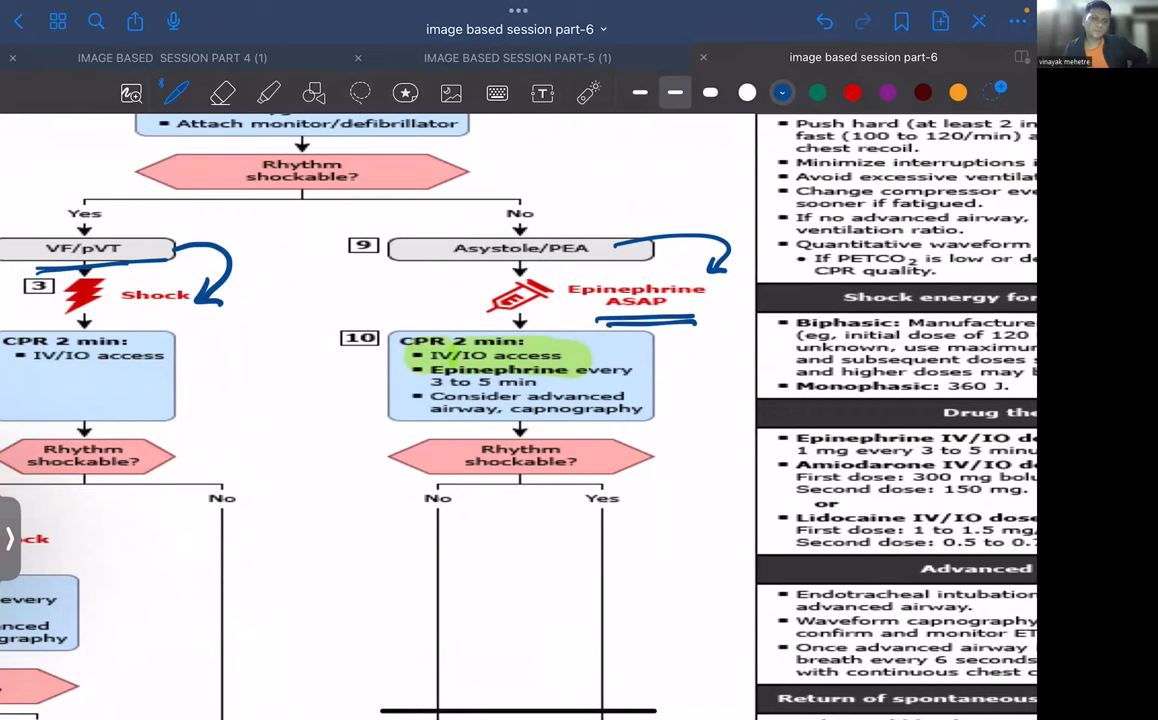 image based session part-6
IMAGE BASED SESSION PART 4 (1)
IMAGE BASED SESSION PART-5 (1)
image based session part-6
vinayak mehetre
Attach monitor/defibrillator
Rhythm
shockable?
Yes
No
VF/pVT
9
Asystole/PEA
3
Shock
E
Epinephrine
ASAP
CPR 2 min:
IV/IO access
10
CPR 2 min:
IV/IO access
Epinephrine every
3 to 5 min
Consider advanced
airway, capnography
Rhythm
shockable?
Rhythm
shockable?
No
No
Yes
ck
every
nced
graphy
Push hard (at least 2 in
fast (100 to 120/min) a
chest recoil.
Minimize interruptions i
Avoid excessive ventila
Change compressor eve
sooner if fatigued.
If no advanced airway,
ventilation ratio.
Quantitative waveform
If PETCO2 is low or de
CPR quality.
Shock energy for
Biphasic: Manufacture
(eg, initial dose of 120
unknown, use maximum
and subsequent doses s
and higher doses may b
Monophasic: 360 J.
Drug the
Epinephrine IV/IO do
1 mg every 3 to 5 minu
Amiodarone IV/IO d
First dose: 300 mg bolu
Second dose: 150 mg.
or
Lidocaine IV/IO dose
First dose: 1 to 1.5 mg/
Second dose: 0.5 to 0.7
Advanced
Endotracheal intubation
advanced airway.
Waveform capnography
confirm and monitor ET
Once advanced airway
breath every 6 seconds
with continuous chest c
Return of spontaneous